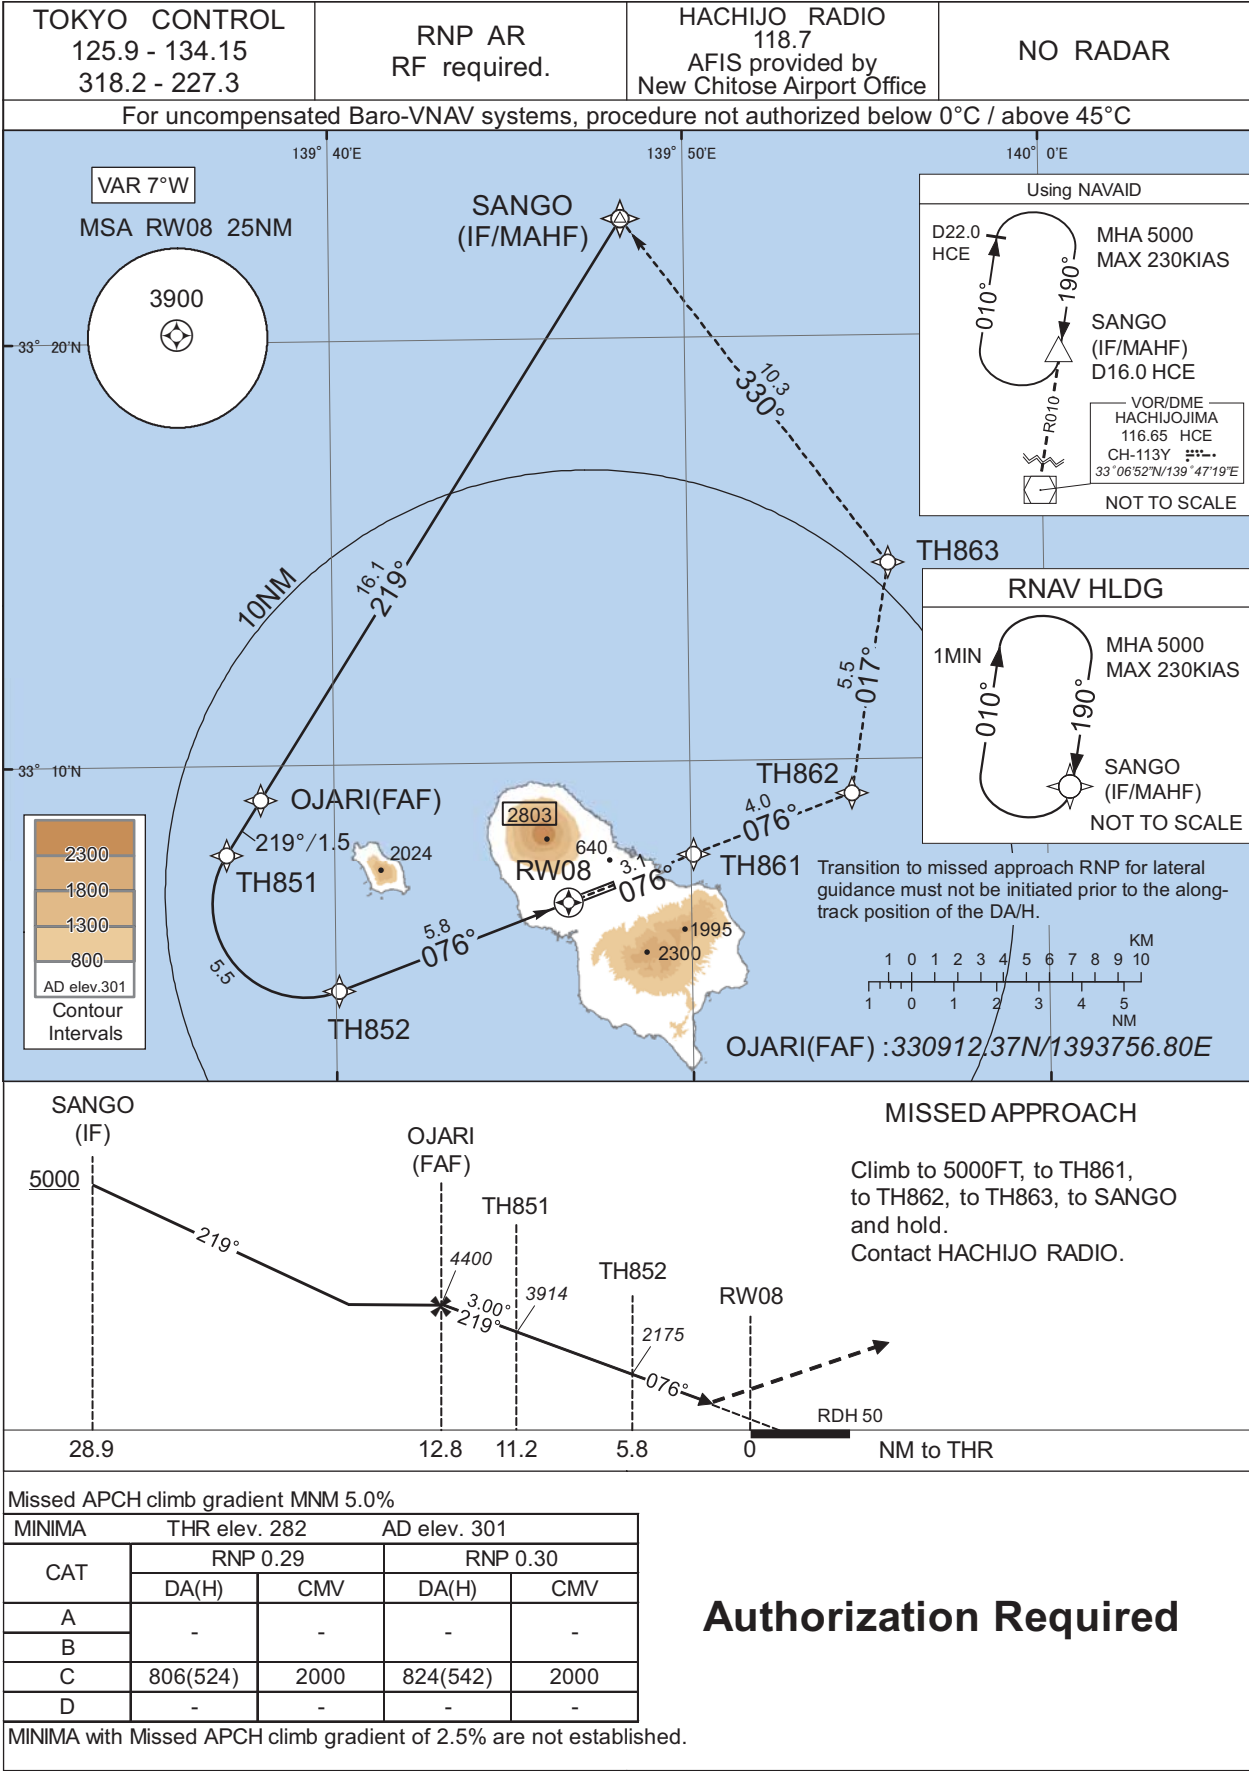 TOKYO CONTROL
125.9 - 134.15
318.2 - 227.3
RNP AR
RF required.
HACHIJO RADIO
118.7
AFIS provided by
New Chitose Airport Office
NO RADAR
For uncompensated Baro-VNAV systems, procedure not authorized below 0°C / above 45°C
139° 40'E
139° 50'E
140° 0'E
VAR 7°W
MSA RW08 25NM
3900
SANGO
(IF/MAHF)
Using NAVAID
D22.0
HCE
MHA 5000
MAX 230KIAS
010°
190°
SANGO
(IF/MAHF)
D16.0 HCE
R010
VOR/DME
HACHIJOJIMA
116.65 HCE
CH-113Y
33°06'52"N/139°47'19"E
NOT TO SCALE
33° 20'N
10.3
330°
16.1
219°
10NM
TH863
RNAV HLDG
1MIN
MHA 5000
MAX 230KIAS
010°
190°
SANGO
(IF/MAHF)
NOT TO SCALE
5.5
017°
33° 10'N
OJARI(FAF)
TH862
4.0
076°
2803
219°/1.5
2024
640
TH851
RW08
3.1
076°
TH861
Transition to missed approach RNP for lateral
guidance must not be initiated prior to the along-
track position of the DA/H.
2300
1800
1300
800
AD elev.301
Contour
Intervals
5.8
076°
1995
2300
5.5
TH852
KM
1 0 1 2 3 4 5 6 7 8 9 10
1 0 1 2 3 4 5
NM
OJARI(FAF) :330912.37N/1393756.80E
SANGO
(IF)
5000
219°
OJARI
(FAF)
TH851
4400
3.00°
219°
3914
TH852
2175
076°
RW08
RDH 50
28.9 12.8 11.2 5.8 0 NM to THR
MISSED APPROACH
Climb to 5000FT, to TH861,
to TH862, to TH863, to SANGO
and hold.
Contact HACHIJO RADIO.
Missed APCH climb gradient MNM 5.0%
MINIMA THR elev. 282 AD elev. 301
CAT RNP 0.29 RNP 0.30
DA(H) CMV DA(H) CMV
A
- - - -
B
C 806(524) 2000 824(542) 2000
D - - - -
MINIMA with Missed APCH climb gradient of 2.5% are not established.
Authorization Required